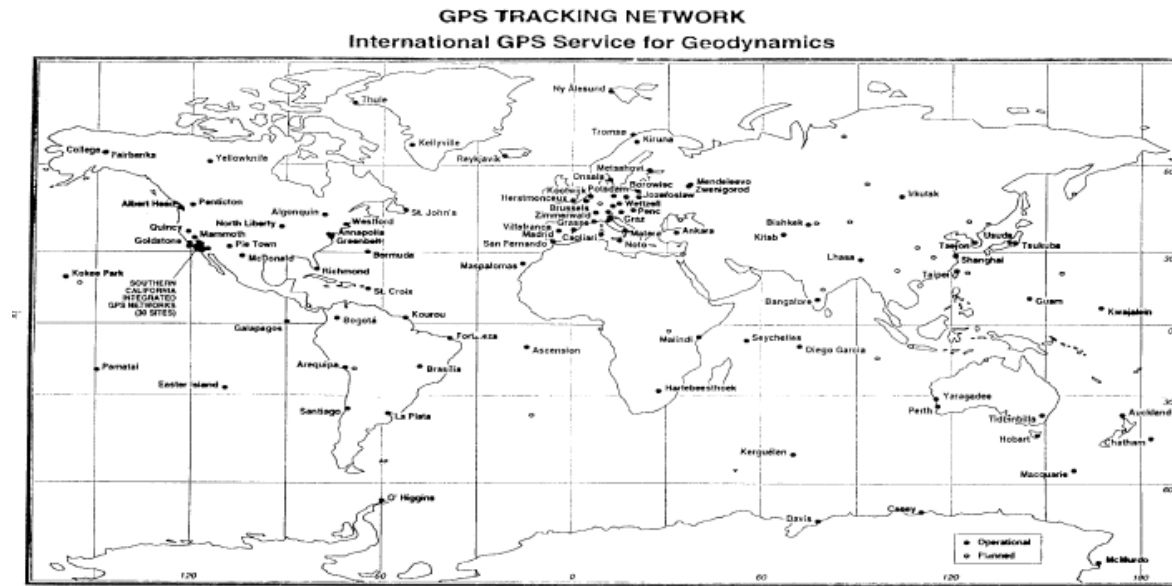 GPS TRACKING NETWORK
International GPS Service for Geodynamics
Ny Alesund
Thule
Tromsø
Kiruna
College
Fairbanks
Yellowknife
Kellyville
Reykjavik
Metsahovi
Onsala
Kootwijk
Potsdam
Borowiec
Mendeleevo
Zwenigorod
Herstmonceux
Jozefoslaw
Irkutsk
Albert Head
Penticton
Algonquin
St. John's
Brussels
Wettzell
Zimmerwald
Penc
North Liberty
Westford
Villafranca
Grasse
Graz
Quincy
Mammoth
Annapolis
Greenbelt
Madrid
Matera
Ankara
Bishkek
Kitab
Usuda
Goldstone
Pie Town
San Fernando
Cagliari
Noto
Taejon
Tsukuba
McDonald
Bermuda
Maspalomas
Lhasa
Shanghai
Kokee Park
Richmond
Taipei
SOUTHERN
CALIFORNIA
INTEGRATED
GPS NETWORKS
(30 SITES)
St. Croix
Bangalore
Guam
Kwajalein
Galapagos
Bogotá
Kourou
Fortaleza
Ascension
Malindi
Seychelles
Diego Garcia
Pamatai
Easter Island
Arequipa
Brasilia
Hartebeesthoek
Yaragadee
Perth
Santiago
La Plata
Tidbinbilla
Auckland
Hobart
Chatham
Kerguélen
Macquarie
O' Higgins
Davis
Casey
Operational
Planned
McMurdo
120
60
0
60
120
180